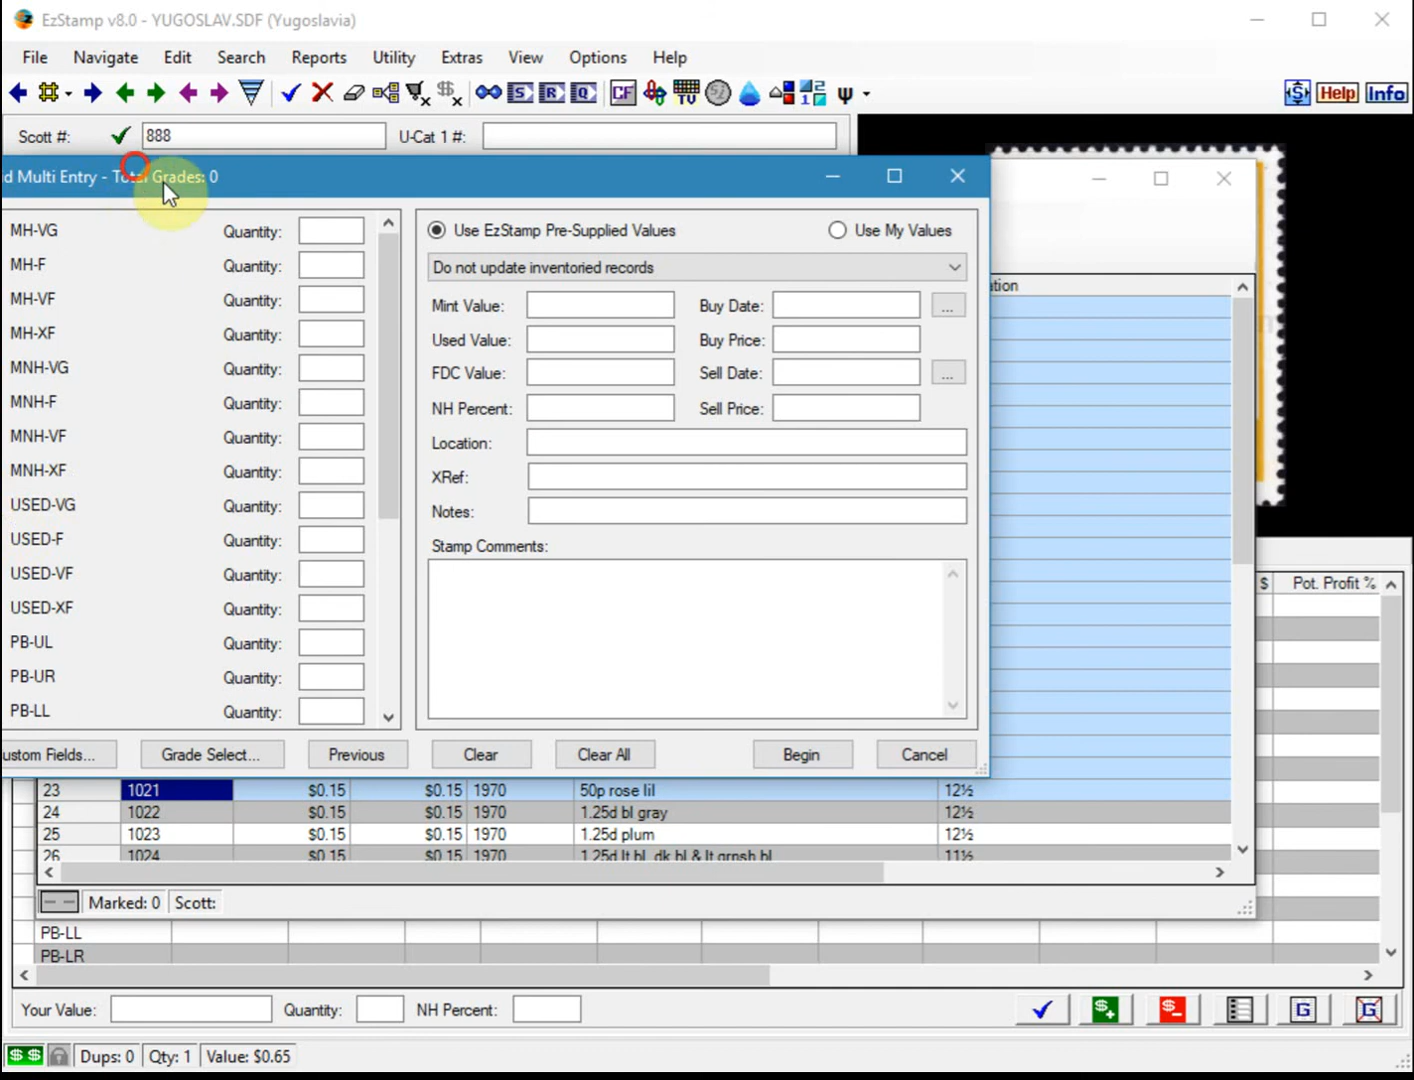 EzStamp v8.0 - YUGOSLAV.SDF (Yugoslavia)
File Navigate Edit Search Reports Utility Extras View Options Help
CF TV Help Info
Scott #: 888 U-Cat 1 #:
d Multi Entry - Total Grades: 0
MH-VG Quantity:
MH-F Quantity:
MH-VF Quantity:
MH-XF Quantity:
MNH-VG Quantity:
MNH-F Quantity:
MNH-VF Quantity:
MNH-XF Quantity:
USED-VG Quantity:
USED-F Quantity:
USED-VF Quantity:
USED-XF Quantity:
PB-UL Quantity:
PB-UR Quantity:
PB-LL Quantity:
Use EzStamp Pre-Supplied Values Use My Values
Do not update inventoried records
Mint Value: Buy Date: ...
Used Value: Buy Price:
FDC Value: Sell Date: ...
NH Percent: Sell Price:
Location:
XRef:
Notes:
Stamp Comments:
ustom Fields... Grade Select... Previous Clear Clear All Begin Cancel
tion
$ Pot. Profit %
23 1021 $0.15 $0.15 1970 50p rose lil 12½
24 1022 $0.15 $0.15 1970 1.25d bl gray 12½
25 1023 $0.15 $0.15 1970 1.25d plum 12½
26 1024 $0.15 $0.15 1970 1.25d lt bl, dk bl & lt grnsh bl 11½
Marked: 0 Scott:
PB-LL
PB-LR
Your Value: Quantity: NH Percent:
$+ $- G G
$ $ Dups: 0 Qty: 1 Value: $0.65